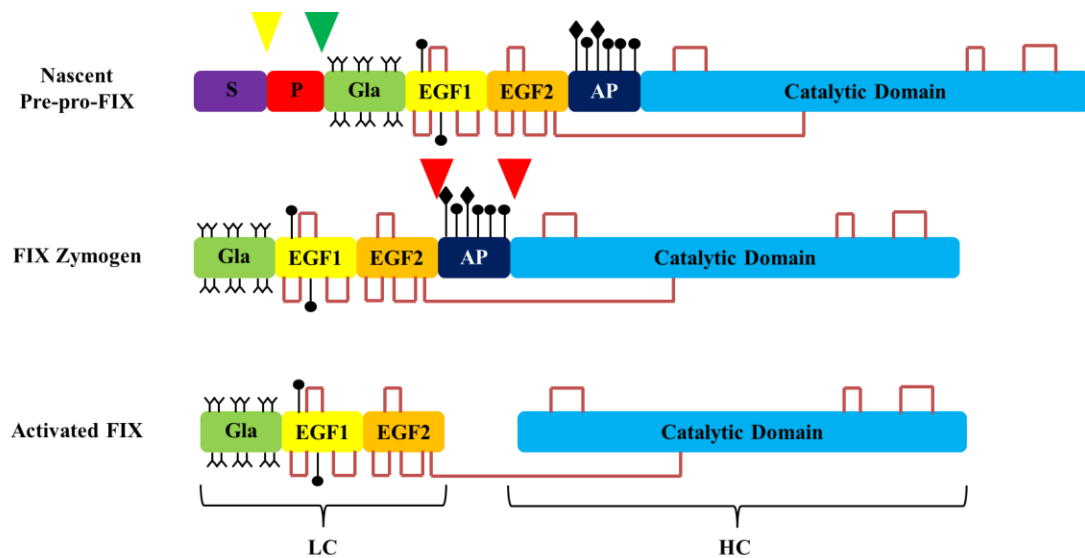 Nascent
Pre-pro-FIX
S P Gla EGF1 EGF2 AP Catalytic Domain
FIX Zymogen
Gla EGF1 EGF2 AP Catalytic Domain
Activated FIX
Gla EGF1 EGF2 Catalytic Domain
LC HC